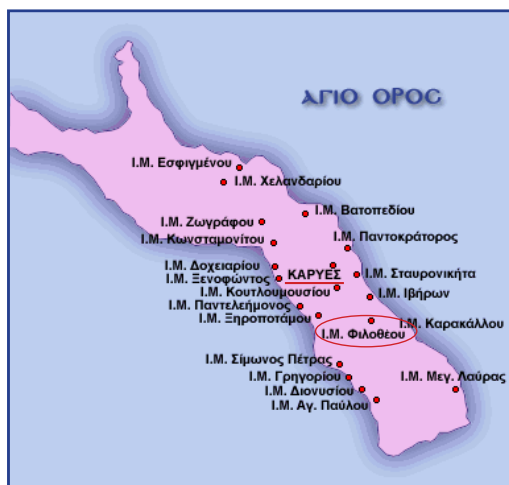 ΑΓΙΟ ΟΡΟΣ
Ι.Μ. Εσφιγμένου
Ι.Μ. Χελανδαρίου
Ι.Μ. Βατοπεδίου
Ι.Μ. Ζωγράφου
Ι.Μ. Παντοκράτορος
Ι.Μ. Κωνσταμονίτου
Ι.Μ. Δοχειαρίου
ΚΑΡΥΕΣ
Ι.Μ. Σταυρονικήτα
Ι.Μ. Ξενοφώντος
Ι.Μ. Κουτλουμουσίου
Ι.Μ. Ιβήρων
Ι.Μ. Παντελεήμονος
Ι.Μ. Ξηροποτάμου
Ι.Μ. Καρακάλλου
Ι.Μ. Φιλοθέου
Ι.Μ. Σίμωνος Πέτρας
Ι.Μ. Γρηγορίου
Ι.Μ. Μεγ. Λαύρας
Ι.Μ. Διονυσίου
Ι.Μ. Αγ. Παύλου